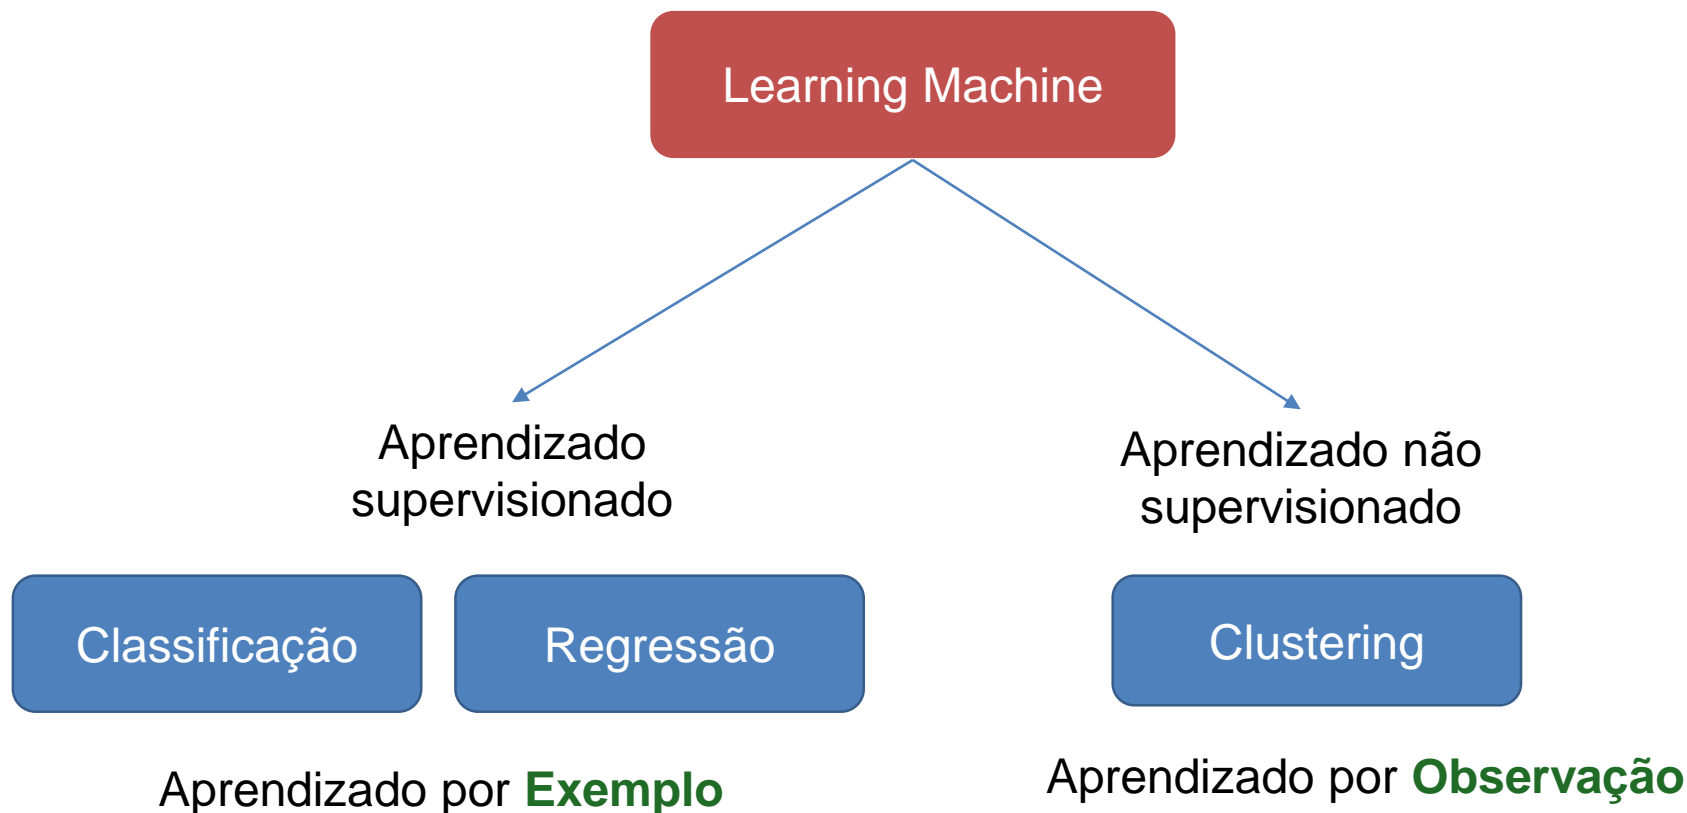 Learning Machine
Aprendizado
supervisionado
Aprendizado não
supervisionado
Classificação
Regressão
Clustering
Aprendizado por Exemplo
Aprendizado por Observação